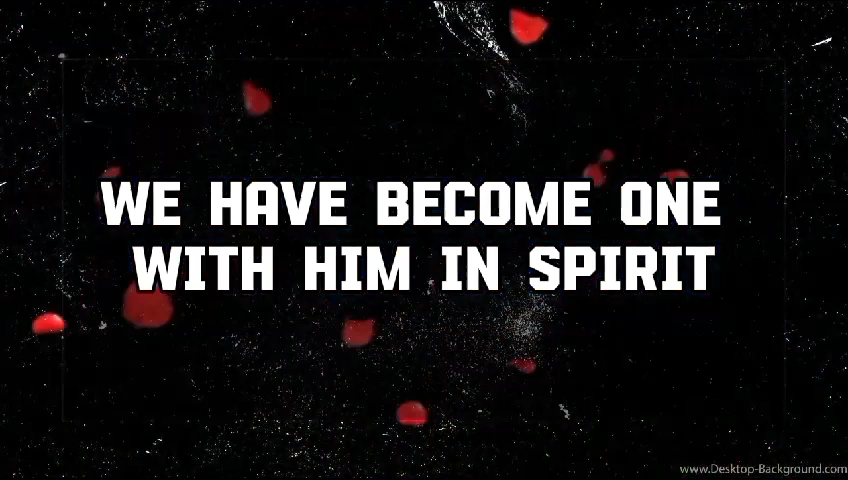 WE HAVE BECOME ONE
WITH HIM IN SPIRIT
www.Desktop-Background.com